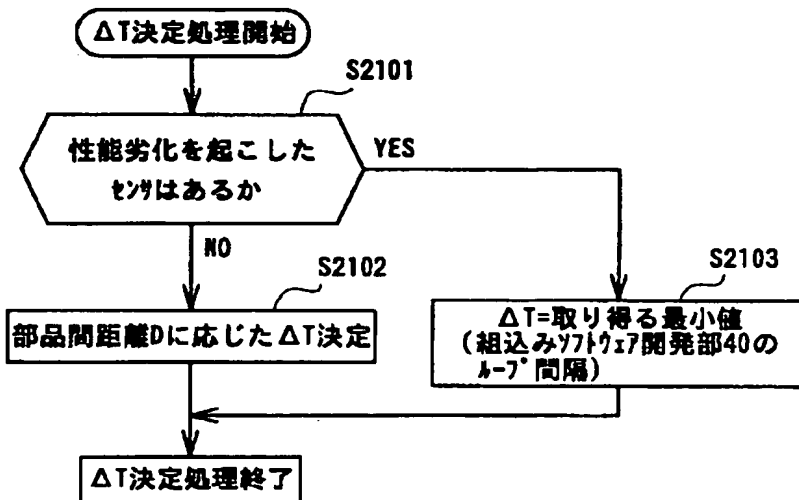 ΔT決定処理開始
S2101
性能劣化を起こした
センサはあるか
YES
NO
S2102
部品間距離Dに応じたΔT決定
S2103
ΔT=取り得る最小値
(組込みソフトウェア開発部40の
ループ間隔)
ΔT決定処理終了